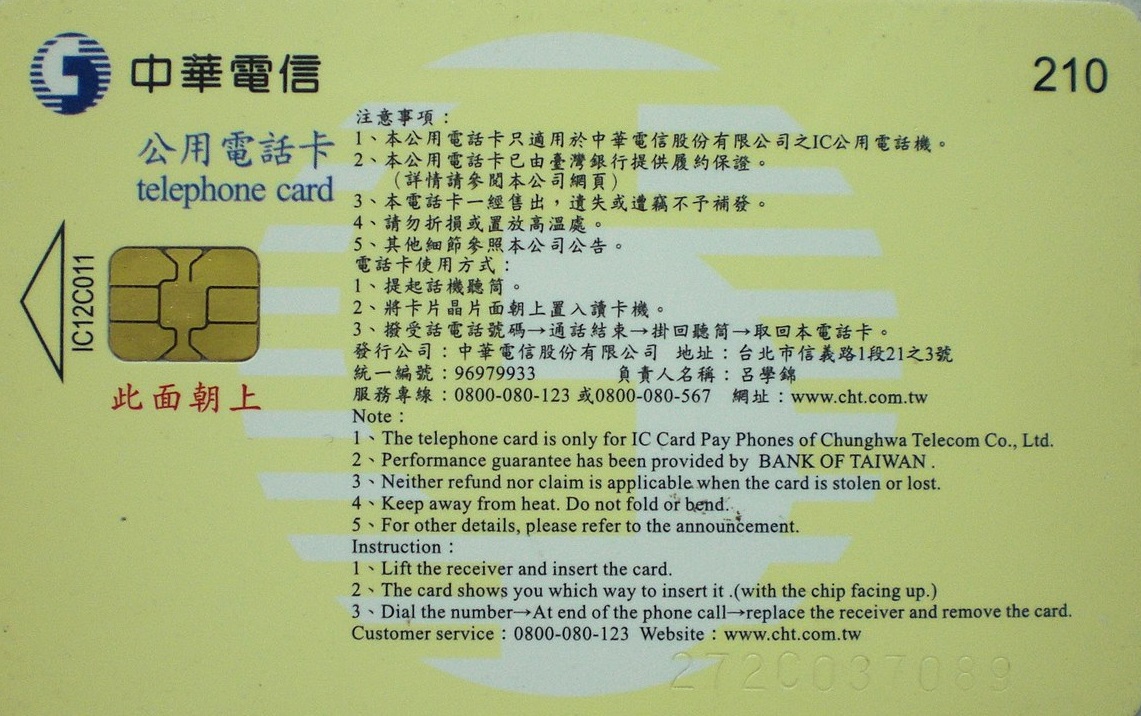 中華電信
210
公用電話卡
telephone card
IC12C011
此面朝上
注意事項：
1、本公用電話卡只適用於中華電信股份有限公司之IC公用電話機。
2、本公用電話卡已由臺灣銀行提供履約保證。
（詳情請參閱本公司網頁）
3、本電話卡一經售出，遺失或遭竊不予補發。
4、請勿折損或置放高溫處。
5、其他細節參照本公司公告。
電話卡使用方式：
1、提起話機聽筒。
2、將卡片晶片面朝上置入讀卡機。
3、撥受話電話號碼→通話結束→掛回聽筒→取回本電話卡。
發行公司：中華電信股份有限公司 地址：台北市信義路1段21之3號
統一編號：96979933 負責人名稱：呂學錦
服務專線：0800-080-123 或0800-080-567 網址：www.cht.com.tw
Note：
1、The telephone card is only for IC Card Pay Phones of Chunghwa Telecom Co., Ltd.
2、Performance guarantee has been provided by BANK OF TAIWAN .
3、Neither refund nor claim is applicable when the card is stolen or lost.
4、Keep away from heat. Do not fold or bend.
5、For other details, please refer to the announcement.
Instruction：
1、Lift the receiver and insert the card.
2、The card shows you which way to insert it .(with the chip facing up.)
3、Dial the number→At end of the phone call→replace the receiver and remove the card.
Customer service：0800-080-123 Website：www.cht.com.tw
272C037089